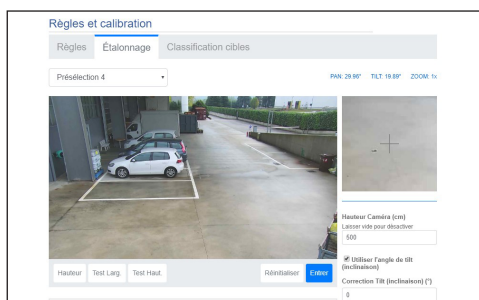 Règles et calibration
Règles
Étalonnage
Classification cibles
Présélection 4
PAN: 29.96° TILT: 19.89° ZOOM: 1x
Hauteur Caméra (cm)
Laisser vide pour désactiver
500
Utiliser l'angle de tilt
(inclinaison)
Correction Tilt (inclinaison) (°)
0
Hauteur
Test Larg.
Test Haut.
Réinitialiser
Entrer